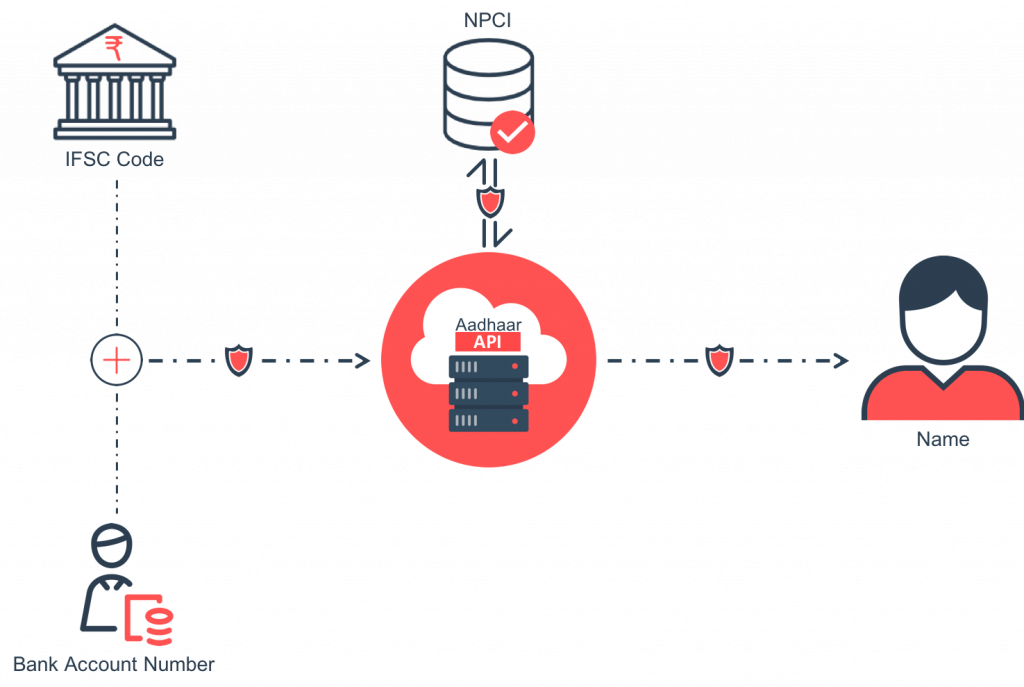 NPCI
₹
IFSC Code
Aadhaar
API
Name
Bank Account Number